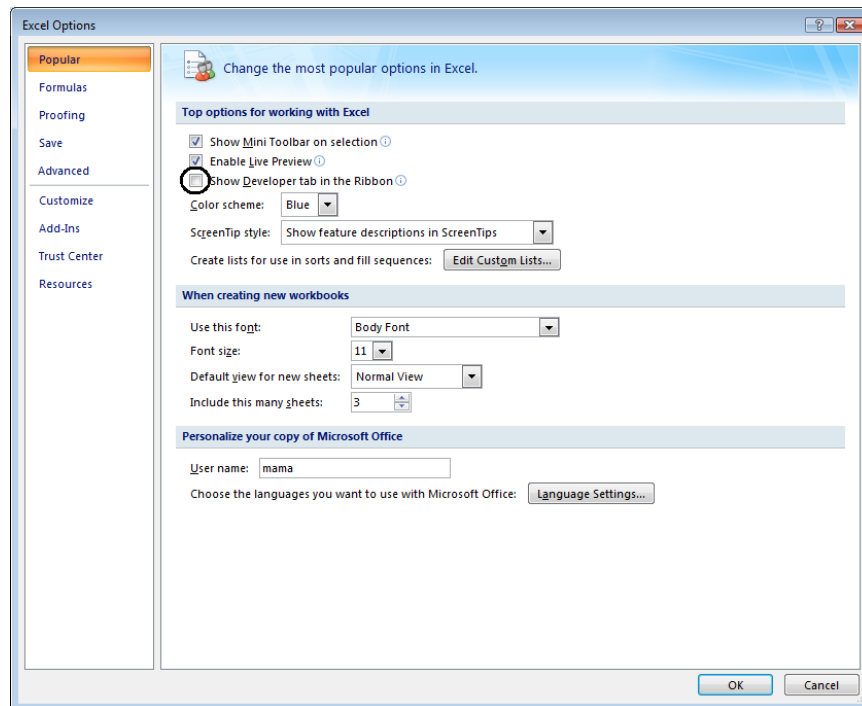 Excel Options
Popular
Formulas
Proofing
Save
Advanced
Customize
Add-Ins
Trust Center
Resources
Change the most popular options in Excel.
Top options for working with Excel
Show Mini Toolbar on selection
Enable Live Preview
Show Developer tab in the Ribbon
Color scheme: Blue
ScreenTip style: Show feature descriptions in ScreenTips
Create lists for use in sorts and fill sequences: Edit Custom Lists...
When creating new workbooks
Use this font: Body Font
Font size: 11
Default view for new sheets: Normal View
Include this many sheets: 3
Personalize your copy of Microsoft Office
User name: mama
Choose the languages you want to use with Microsoft Office: Language Settings...
OK Cancel